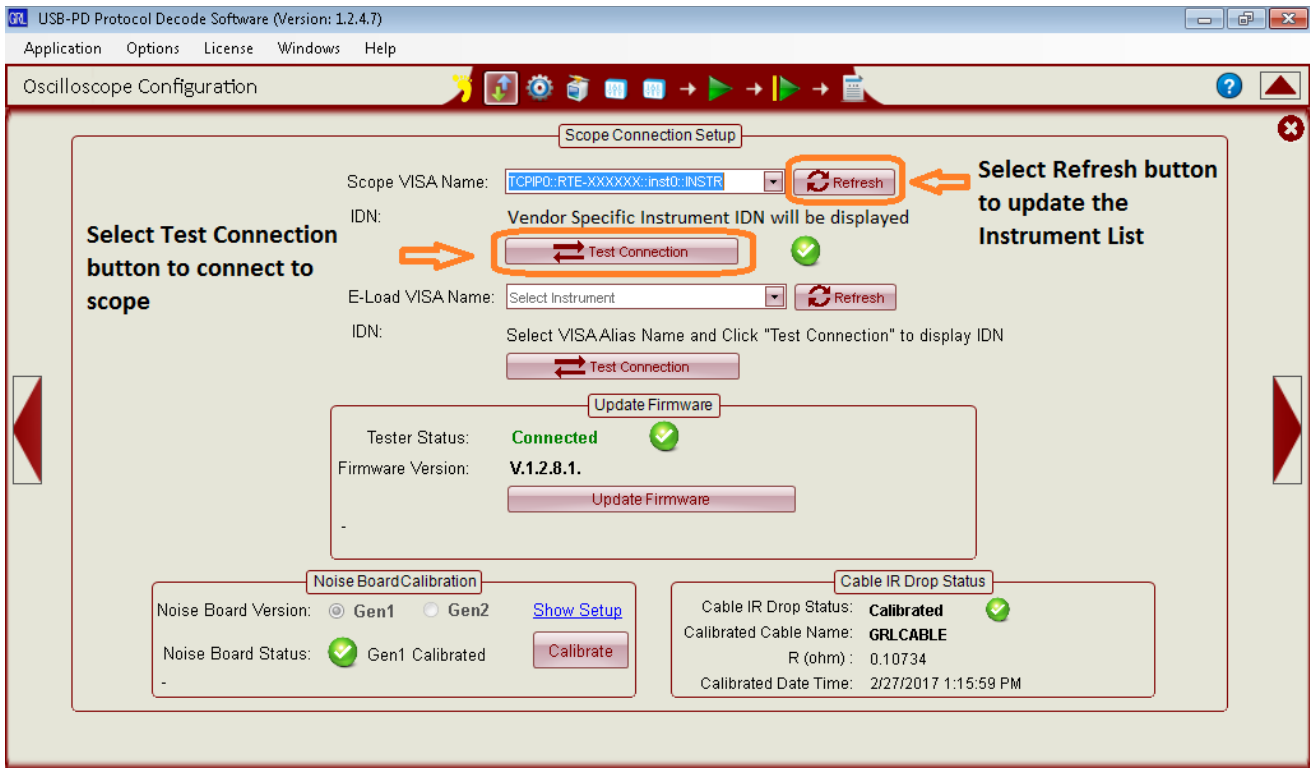 GRL USB-PD Protocol Decode Software (Version: 1.2.4.7)
Application Options License Windows Help
Oscilloscope Configuration
Scope Connection Setup
Scope VISA Name: TCPIP0::RTE-XXXXXX::inst0::INSTR Refresh
Select Refresh button
to update the
Instrument List
IDN: Vendor Specific Instrument IDN will be displayed
Select Test Connection
button to connect to
scope
Test Connection
E-Load VISA Name: Select Instrument Refresh
IDN: Select VISA Alias Name and Click "Test Connection" to display IDN
Test Connection
Update Firmware
Tester Status: Connected
Firmware Version: V.1.2.8.1.
Update Firmware
-
Noise Board Calibration
Noise Board Version: Gen1 Gen2 Show Setup
Noise Board Status: Gen1 Calibrated Calibrate
-
Cable IR Drop Status
Cable IR Drop Status: Calibrated
Calibrated Cable Name: GRLCABLE
R (ohm) : 0.10734
Calibrated Date Time: 2/27/2017 1:15:59 PM